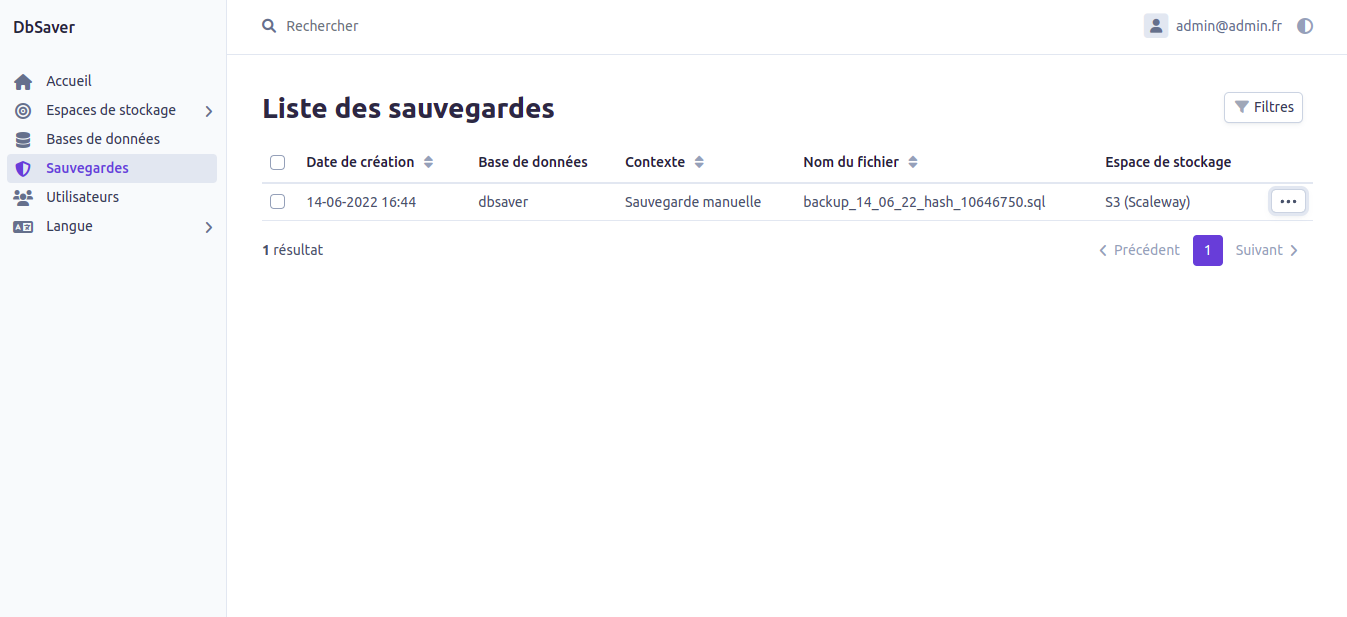 DbSaver
Rechercher
admin@admin.fr
Accueil
Espaces de stockage
Bases de données
Sauvegardes
Utilisateurs
Langue
Liste des sauvegardes
Filtres
Date de création Base de données Contexte Nom du fichier Espace de stockage
14-06-2022 16:44 dbsaver Sauvegarde manuelle backup_14_06_22_hash_10646750.sql S3 (Scaleway) ...
1 résultat
Précédent 1 Suivant